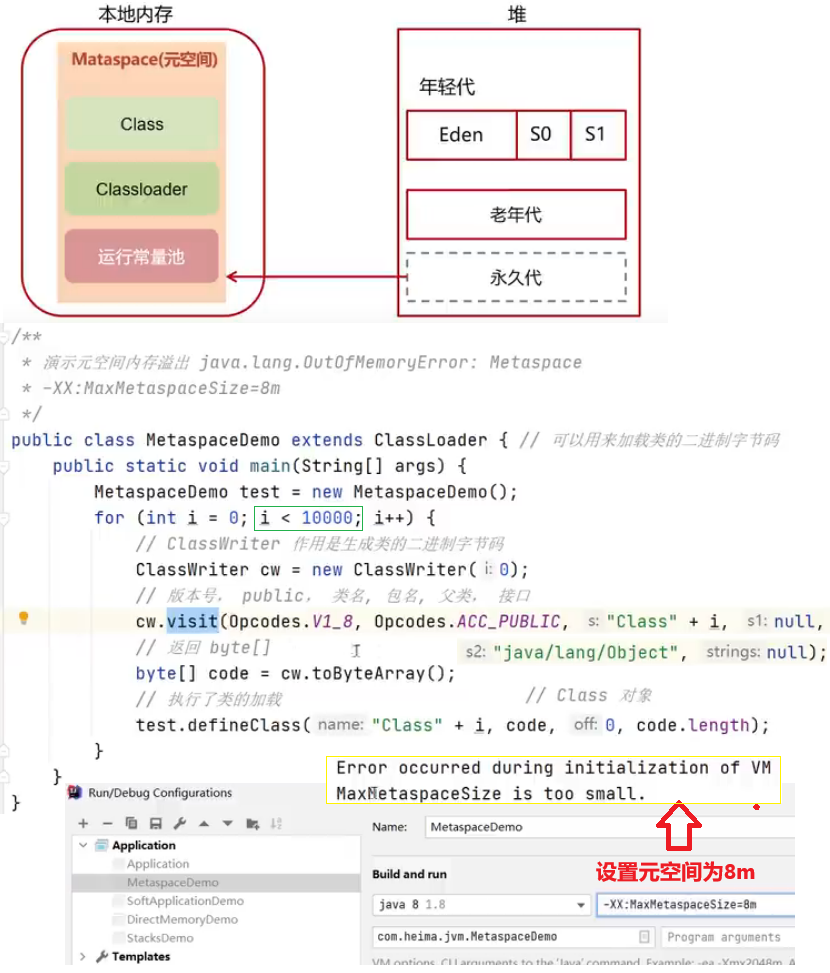 本地内存
堆
Mataspace(元空间)
Class
Classloader
运行常量池
年轻代
Eden
S0
S1
老年代
永久代
/**
* 演示元空间内存溢出 java.lang.OutOfMemoryError: Metaspace
* -XX:MaxMetaspaceSize=8m
*/
public class MetaspaceDemo extends ClassLoader { // 可以用来加载类的二进制字节码
public static void main(String[] args) {
MetaspaceDemo test = new MetaspaceDemo();
for (int i = 0; i < 10000; i++) {
// ClassWriter 作用是生成类的二进制字节码
ClassWriter cw = new ClassWriter( i: 0);
// 版本号， public， 类名, 包名, 父类， 接口
cw.visit(Opcodes.V1_8, Opcodes.ACC_PUBLIC, s: "Class" + i, s1: null,
// 返回 byte[]
s2: "java/lang/Object", strings: null);
byte[] code = cw.toByteArray();
// 执行了类的加载
// Class 对象
test.defineClass( name: "Class" + i, code, off: 0, code.length);
}
}
}
Error occurred during initialization of VM
MaxMetaspaceSize is too small.
设置元空间为8m
Run/Debug Configurations
Application
Application
MetaspaceDemo
SoftApplicationDemo
DirectMemoryDemo
StacksDemo
Templates
Name:
MetaspaceDemo
Build and run
java 8 1.8
-XX:MaxMetaspaceSize=8m
com.heima.jvm.MetaspaceDemo
Program arguments
VM options. CLI arguments to the 'Java' command. Example: -ea -Xmx2048m.